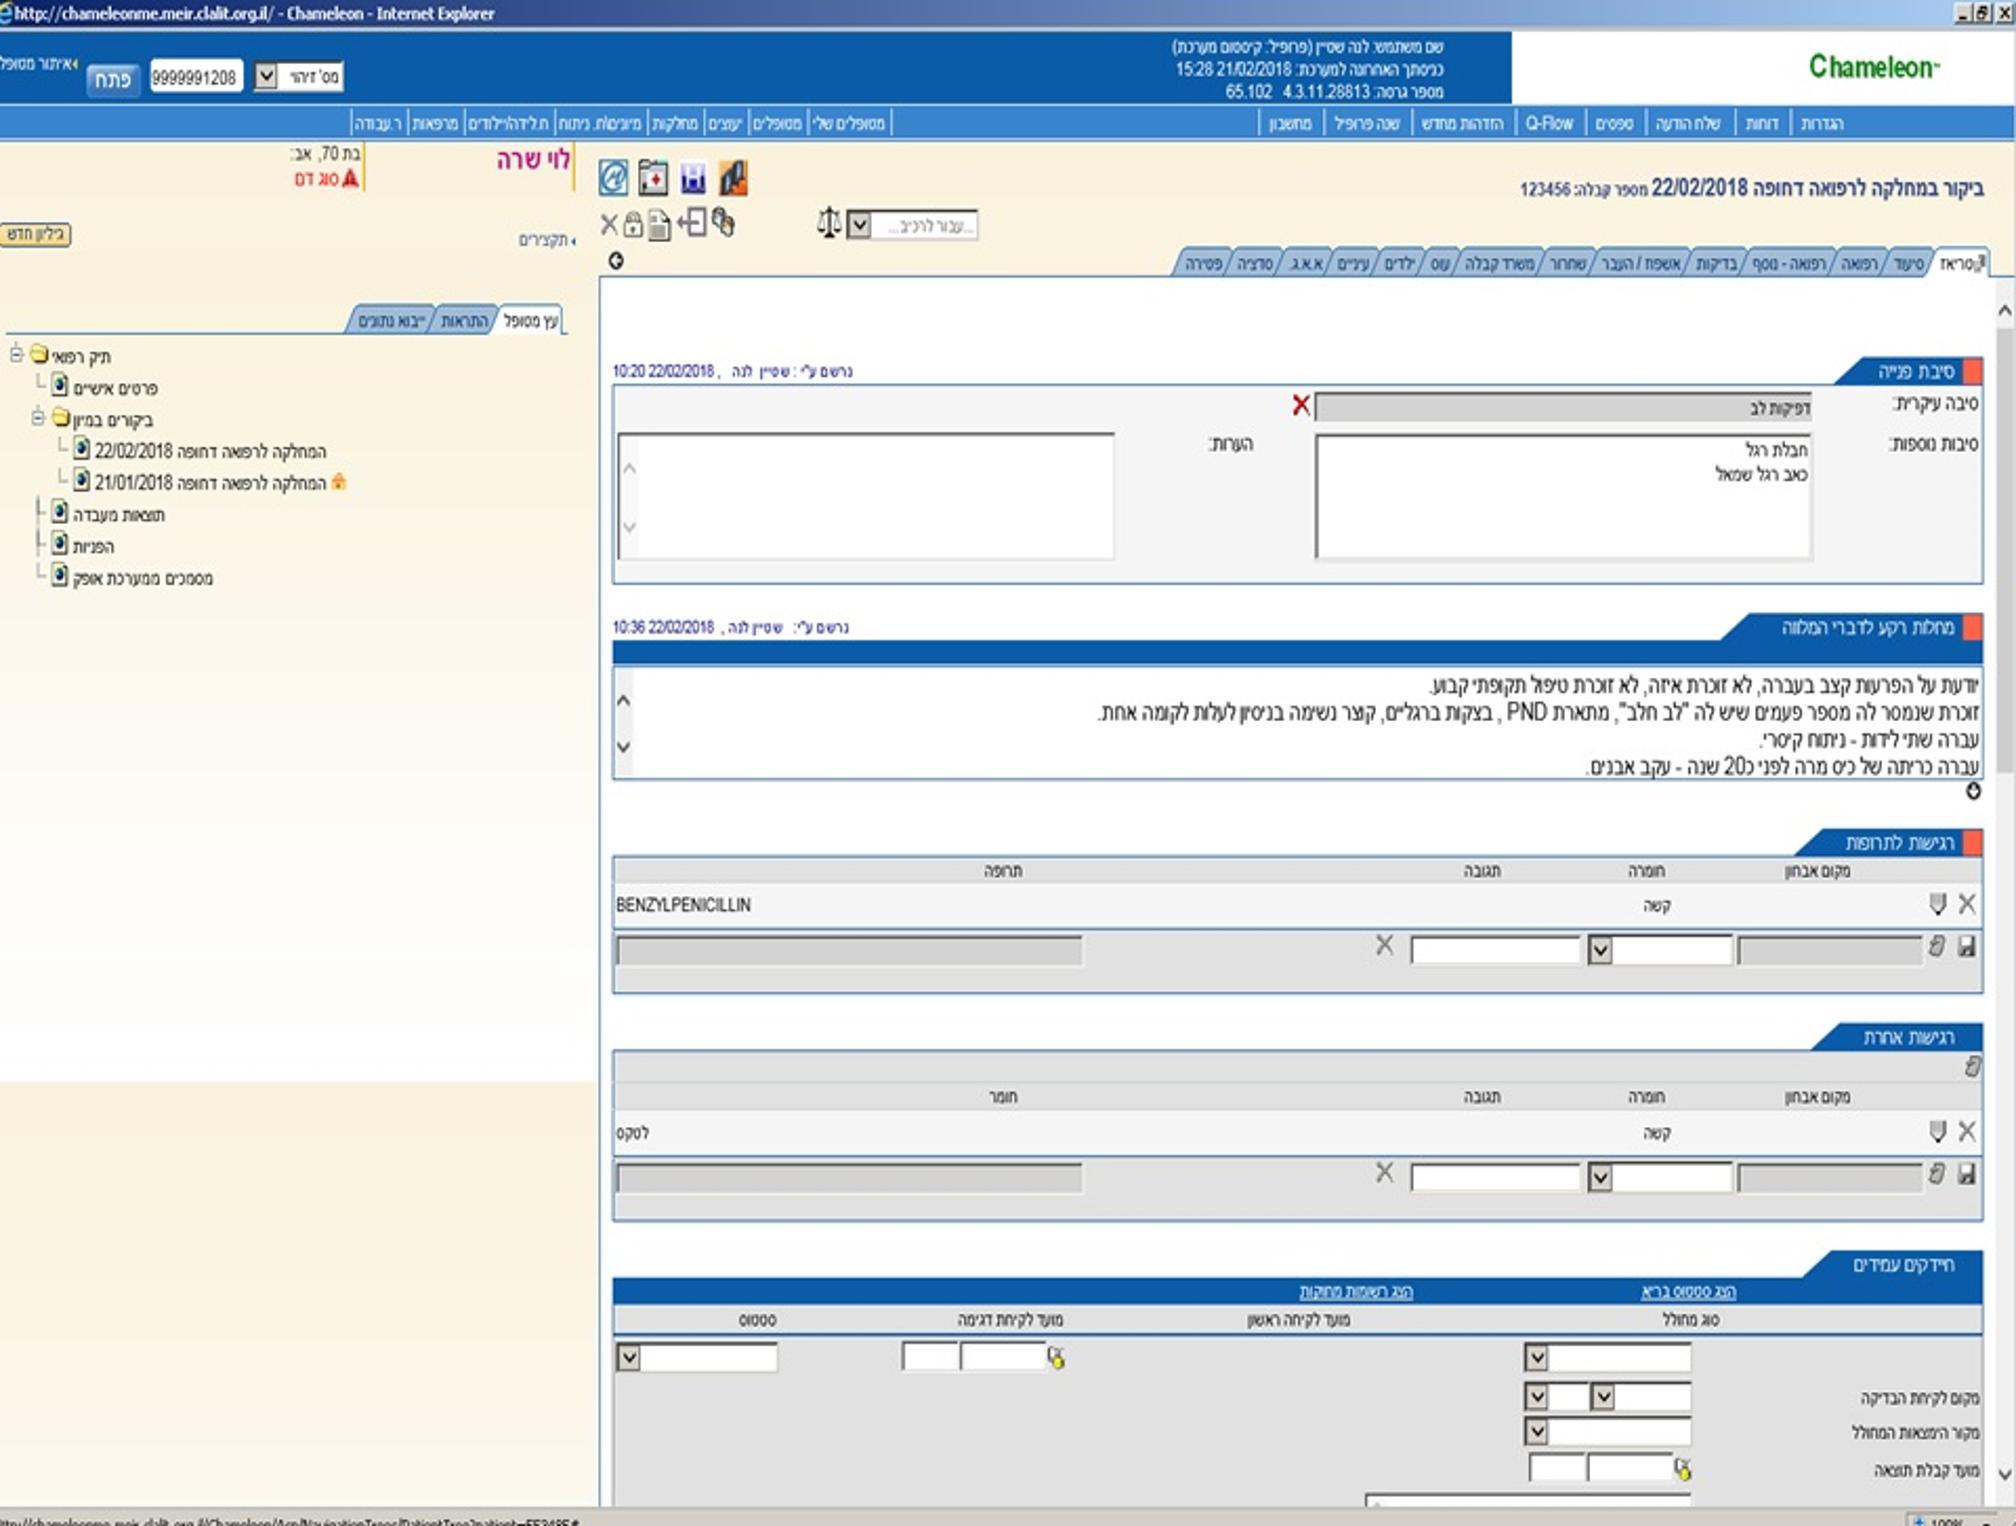 http://chameleonme.meir.clalit.org.il/ - Chameleon - Internet Explorer
Chameleon
שם משתמש: לנה שטיין (פרופיל: קיסטום מערכת)
כניסתך האחרונה למערכת: 21/02/2018 15:28
מספר גרסה: 4.3.11.28813 65.102
איתור מטופל
מס' זיהוי 9999991208 פתח
הגדרות דוחות שלח הודעה טפסים Q-Flow הזדהות מחדש שנה פרופיל מחשבון
מטופלים שלי מטופלים יעוצים מחלקות מיונים ח. ניתוח ח.לידה/יילודים מרפאות ר.עבודה
לוי שרה
בת 70, אב:
סוג דם
תקצירים
גיליון חדש
עץ מטופל התראות ייבוא נתונים
תיק רפואי
פרטים אישיים
ביקורים במיון
המחלקה לרפואה דחופה 22/02/2018
המחלקה לרפואה דחופה 21/01/2018
תוצאות מעבדה
הפניות
מסמכים ממערכת אופק
ביקור במחלקה לרפואה דחופה 22/02/2018 מספר קבלה: 123456
עבור לרכיב...
טריאז סיעוד רפואה רפואה - נוסף בדיקות אשפוז / העבר שחרור משרד קבלה עוס ילדים עיניים א.א.ג. סדציה פטירה
סיבת פנייה
נרשם ע"י: שטיין לנה , 22/02/2018 10:20
סיבה עיקרית: דפיקות לב
סיבות נוספות:
חבלת רגל
כאב רגל שמאל
הערות:
מחלות רקע לדברי המלווה
נרשם ע"י: שטיין לנה , 22/02/2018 10:36
יודעת על הפרעות קצב בעברה, לא זוכרת איזה, לא זוכרת טיפול תקופתי קבוע.
זוכרת שנמסר לה מספר פעמים שיש לה "לב חלב", מתארת PND , בצקות ברגליים, קוצר נשימה בניסיון לעלות לקומה אחת.
עברה שתי לידות - ניתוח קיסרי.
עברה כריתה של כיס מרה לפני כ20 שנה - עקב אבנים.
רגישות לתרופות
מקום אבחון חומרה תגובה תרופה
קשה BENZYLPENICILLIN
רגישות אחרת
מקום אבחון חומרה תגובה חומר
קשה לטקס
חיידקים עמידים
הצג סטטוס בריא הצג רשומות מחוקות
סוג מחולל מועד לקיחה ראשון מועד לקיחת דגימה סטטוס
מקום לקיחת הבדיקה
מקור הימצאות המחולל
מועד קבלת תוצאה
100%